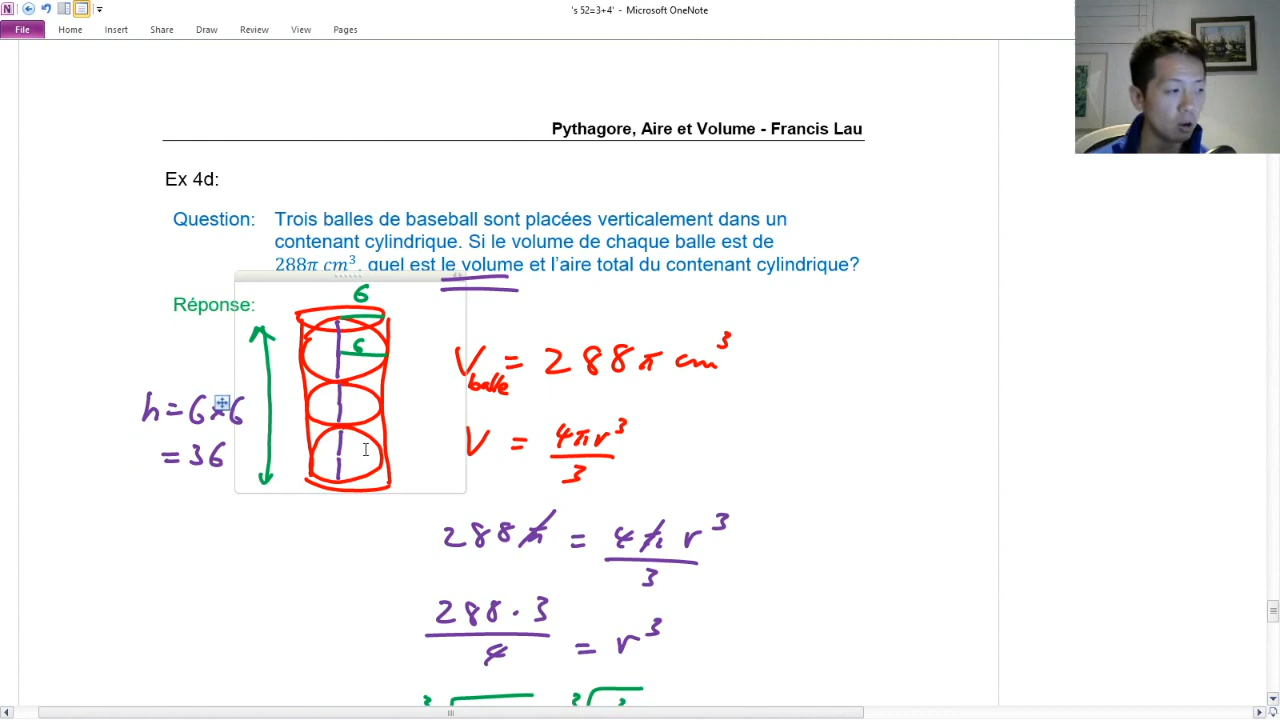 's 52=3+4' - Microsoft OneNote
File Home Insert Share Draw Review View Pages
Pythagore, Aire et Volume - Francis Lau
Ex 4d:
Question: Trois balles de baseball sont placées verticalement dans un
contenant cylindrique. Si le volume de chaque balle est de
288π cm³, quel est le volume et l'aire total du contenant cylindrique?
Réponse:
6
6
h = 6×6
= 36
V balle = 288π cm³
V = 4πr³/3
288π = 4πr³/3
288·3/4 = r³